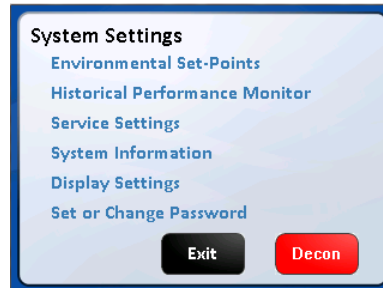 System Settings
Environmental Set-Points
Historical Performance Monitor
Service Settings
System Information
Display Settings
Set or Change Password
Exit Decon